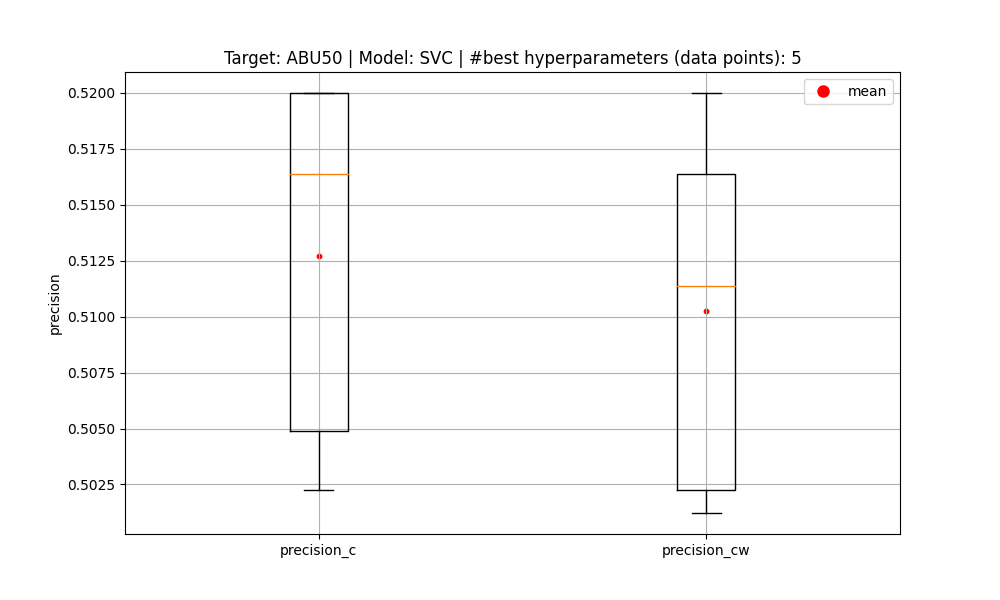 Target: ABU50 | Model: SVC | #best hyperparameters (data points): 5
mean
0.5200
0.5175
0.5150
0.5125
0.5100
0.5075
0.5050
0.5025
precision
precision_c
precision_cw